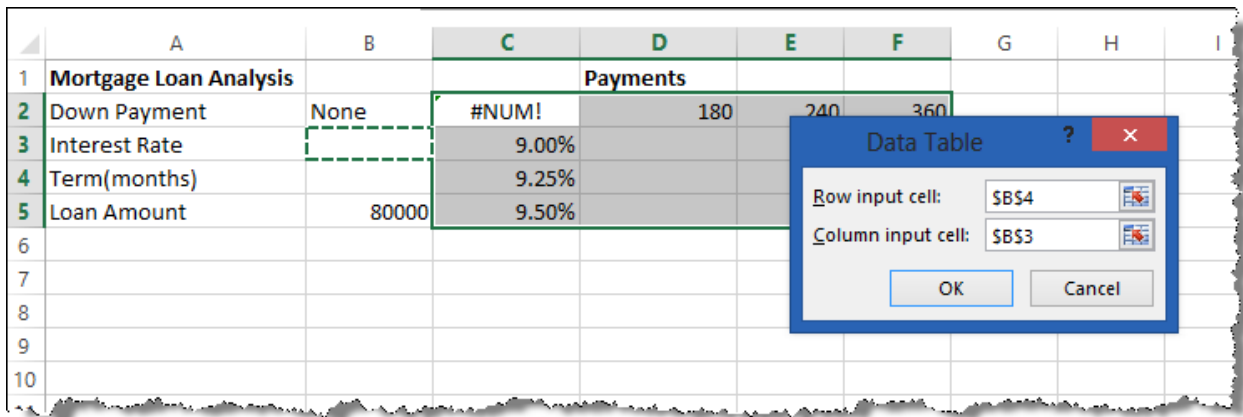 A B C D E F G H I
1 Mortgage Loan Analysis Payments
2 Down Payment None #NUM! 180 240 360
3 Interest Rate 9.00%
4 Term(months) 9.25%
5 Loan Amount 80000 9.50%
6
7
8
9
10
Data Table ?
Row input cell: $B$4
Column input cell: $B$3
OK Cancel